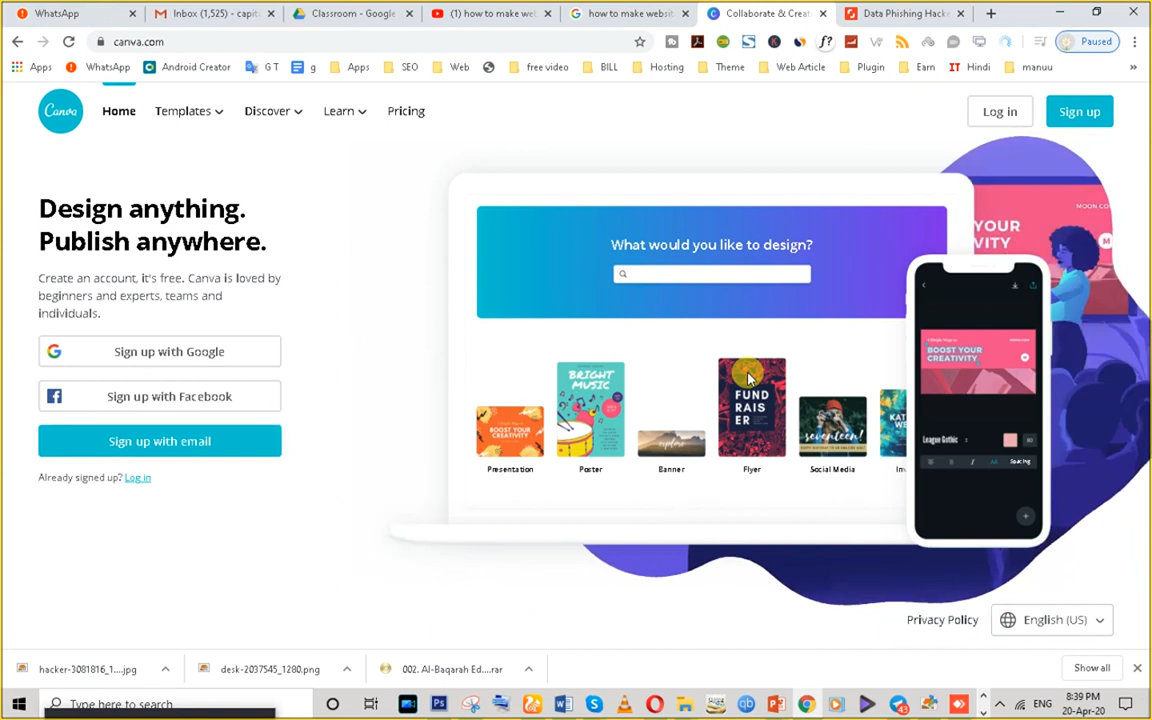 WhatsApp
Inbox (1,525) - capit
Classroom - Google
(1) how to make web
how to make websit
Collaborate & Creat
Data Phishing Hacke
canva.com
Paused
Apps
WhatsApp
Android Creator
G T
g
Apps
SEO
Web
free video
BILL
Hosting
Theme
Web Article
Plugin
Earn
IT Hindi
manuu
Canva
Home
Templates
Discover
Learn
Pricing
Log in
Sign up
Design anything.
Publish anywhere.
Create an account, it's free. Canva is loved by
beginners and experts, teams and
individuals.
Sign up with Google
Sign up with Facebook
Sign up with email
Already signed up? Log in
What would you like to design?
BOOST YOUR
CREATIVITY
BRIGHT
MUSIC
explore
FUND
RAIS
ER
seventeen!
Presentation
Poster
Banner
Flyer
Social Media
MOON.CO
YOUR
VITY
M
BOOST YOUR
CREATIVITY
League Gothic
Spacing
Privacy Policy
English (US)
hacker-3081816_1....jpg
desk-2037545_1280.png
002. Al-Baqarah Ed....rar
Show all
Type here to search
43
ENG
8:39 PM
20-Apr-20